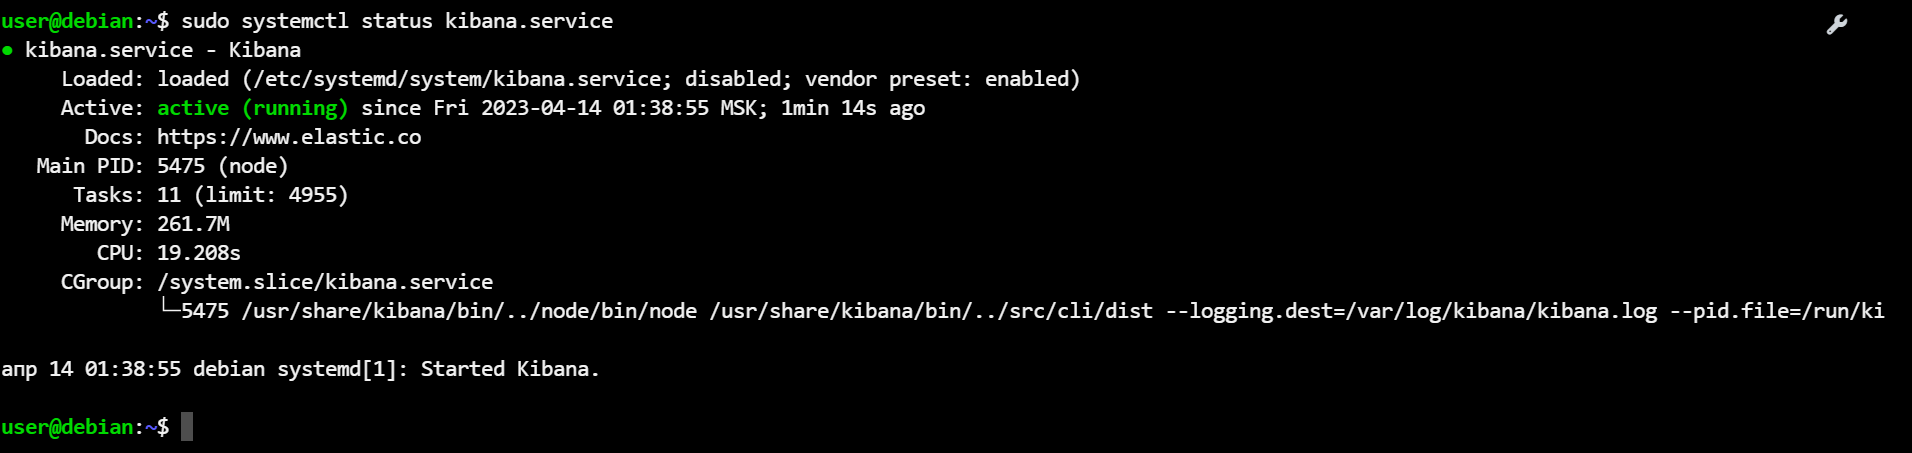 user@debian:~$ sudo systemctl status kibana.service
● kibana.service - Kibana
Loaded: loaded (/etc/systemd/system/kibana.service; disabled; vendor preset: enabled)
Active: active (running) since Fri 2023-04-14 01:38:55 MSK; 1min 14s ago
Docs: https://www.elastic.co
Main PID: 5475 (node)
Tasks: 11 (limit: 4955)
Memory: 261.7M
CPU: 19.208s
CGroup: /system.slice/kibana.service
└─5475 /usr/share/kibana/bin/../node/bin/node /usr/share/kibana/bin/../src/cli/dist --logging.dest=/var/log/kibana/kibana.log --pid.file=/run/ki
апр 14 01:38:55 debian systemd[1]: Started Kibana.
user@debian:~$